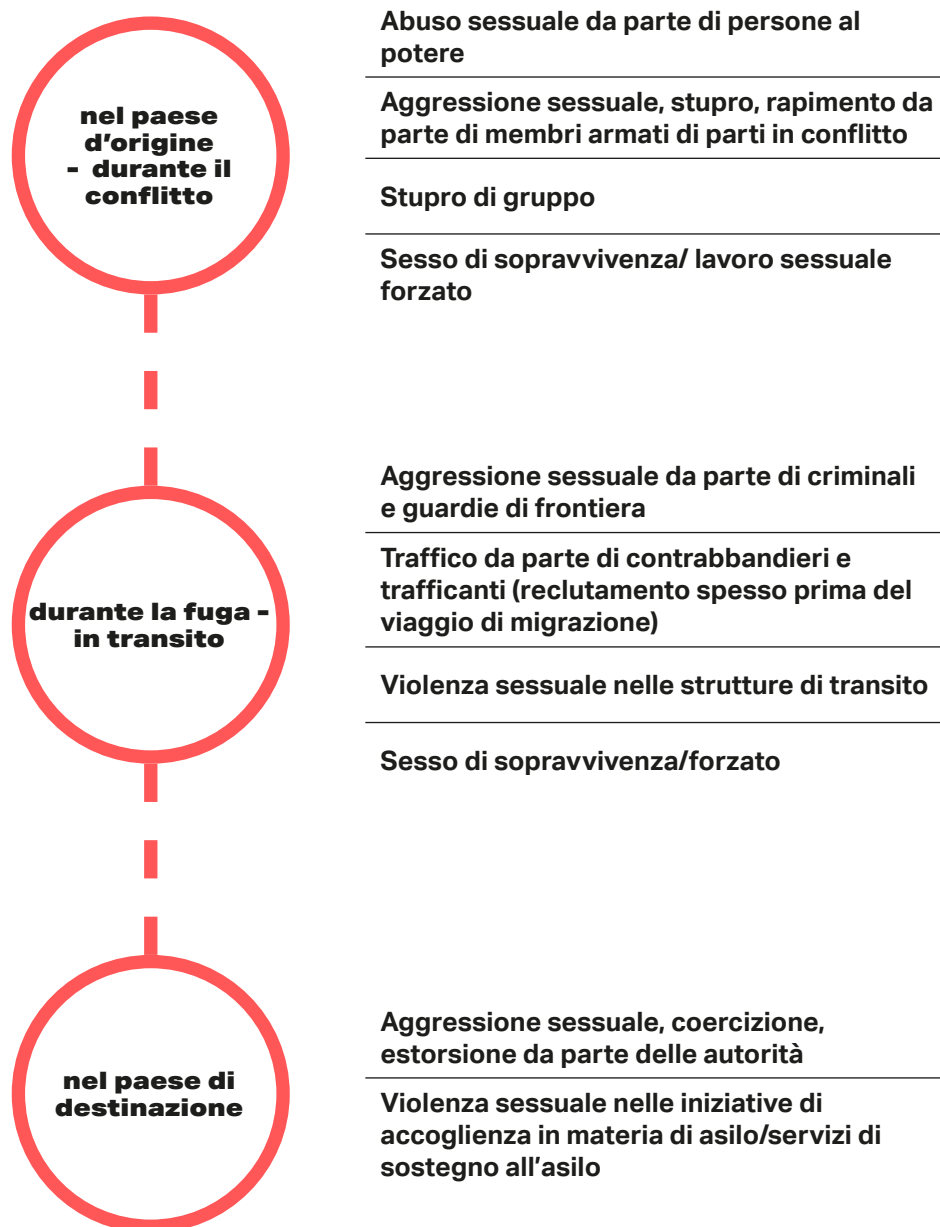 nel paese
d'origine
- durante il
conflitto
Abuso sessuale da parte di persone al
potere
Aggressione sessuale, stupro, rapimento da
parte di membri armati di parti in conflitto
Stupro di gruppo
Sesso di sopravvivenza/ lavoro sessuale
forzato
durante la fuga -
in transito
Aggressione sessuale da parte di criminali
e guardie di frontiera
Traffico da parte di contrabbandieri e
trafficanti (reclutamento spesso prima del
viaggio di migrazione)
Violenza sessuale nelle strutture di transito
Sesso di sopravvivenza/forzato
nel paese di
destinazione
Aggressione sessuale, coercizione,
estorsione da parte delle autorità
Violenza sessuale nelle iniziative di
accoglienza in materia di asilo/servizi di
sostegno all'asilo